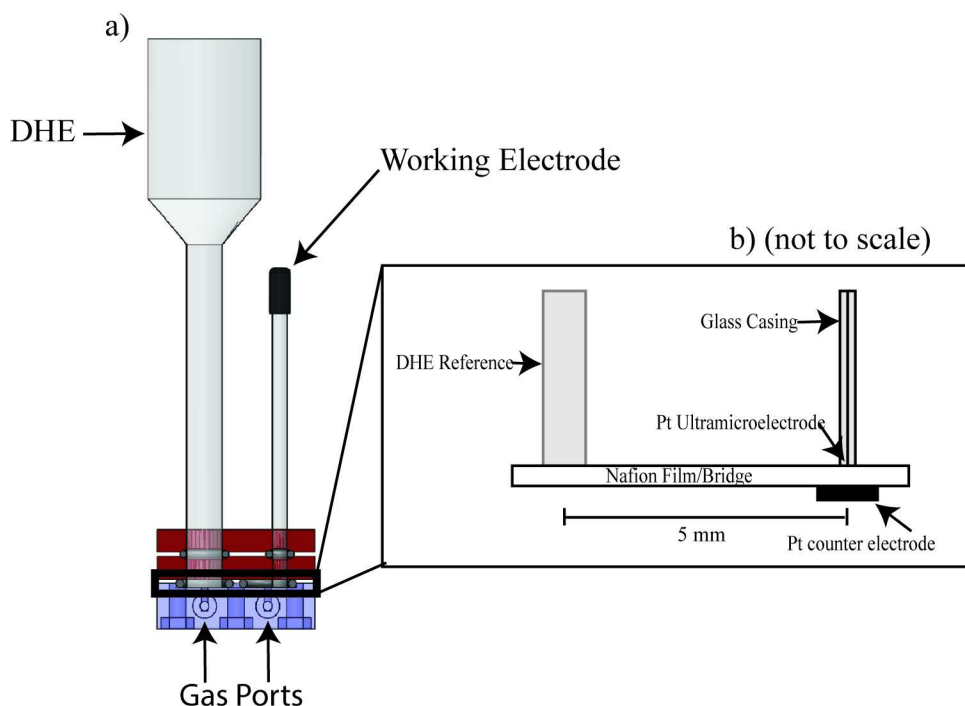 a)
DHE
Working Electrode
b) (not to scale)
Glass Casing
DHE Reference
Pt Ultramicroelectrode
Nafion Film/Bridge
5 mm
Pt counter electrode
Gas Ports